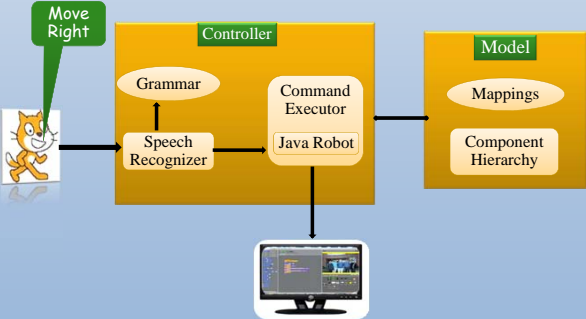 Move
Right
Controller
Grammar
Speech
Recognizer
Command
Executor
Java Robot
Model
Mappings
Component
Hierarchy